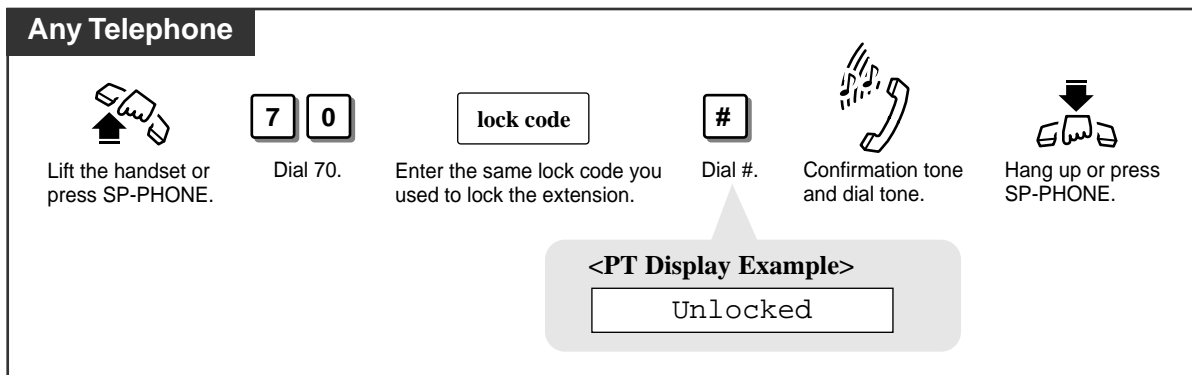 Any Telephone
7 0
lock code
#
Lift the handset or
press SP-PHONE.
Dial 70.
Enter the same lock code you
used to lock the extension.
Dial #.
Confirmation tone
and dial tone.
Hang up or press
SP-PHONE.
<PT Display Example>
Unlocked